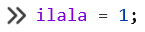 >> ilala = 1;